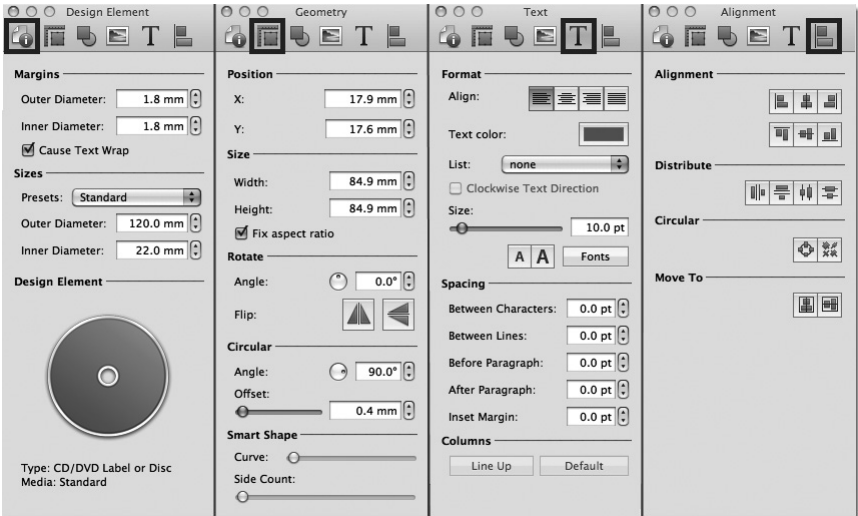 Design Element
Margins
Outer Diameter: 1.8 mm
Inner Diameter: 1.8 mm
Cause Text Wrap
Sizes
Presets: Standard
Outer Diameter: 120.0 mm
Inner Diameter: 22.0 mm
Design Element
Type: CD/DVD Label or Disc
Media: Standard
Geometry
Position
X: 17.9 mm
Y: 17.6 mm
Size
Width: 84.9 mm
Height: 84.9 mm
Fix aspect ratio
Rotate
Angle: 0.0°
Flip:
Circular
Angle: 90.0°
Offset:
0.4 mm
Smart Shape
Curve:
Side Count:
Text
Format
Align:
Text color:
List: none
Clockwise Text Direction
Size:
10.0 pt
A A Fonts
Spacing
Between Characters: 0.0 pt
Between Lines: 0.0 pt
Before Paragraph: 0.0 pt
After Paragraph: 0.0 pt
Inset Margin: 0.0 pt
Columns
Line Up Default
Alignment
Alignment
Distribute
Circular
Move To